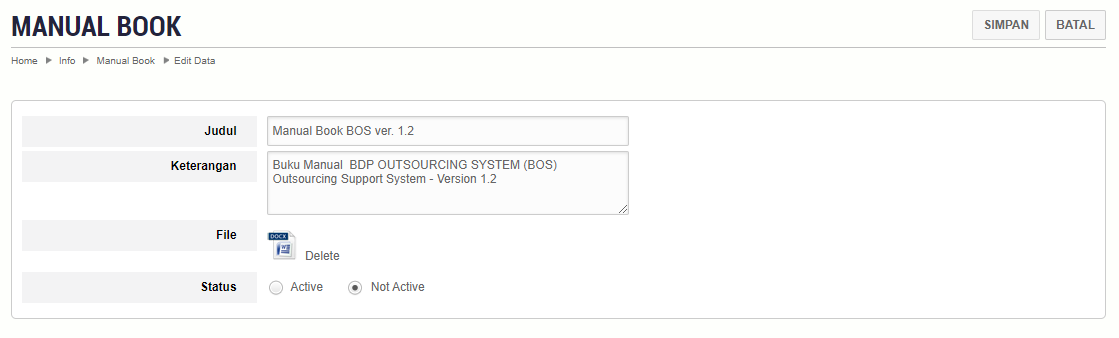 MANUAL BOOK
SIMPAN BATAL
Home Info Manual Book Edit Data
Judul Manual Book BOS ver. 1.2
Keterangan Buku Manual  BDP OUTSOURCING SYSTEM (BOS)
Outsourcing Support System - Version 1.2
File DOCX W Delete
Status Active Not Active